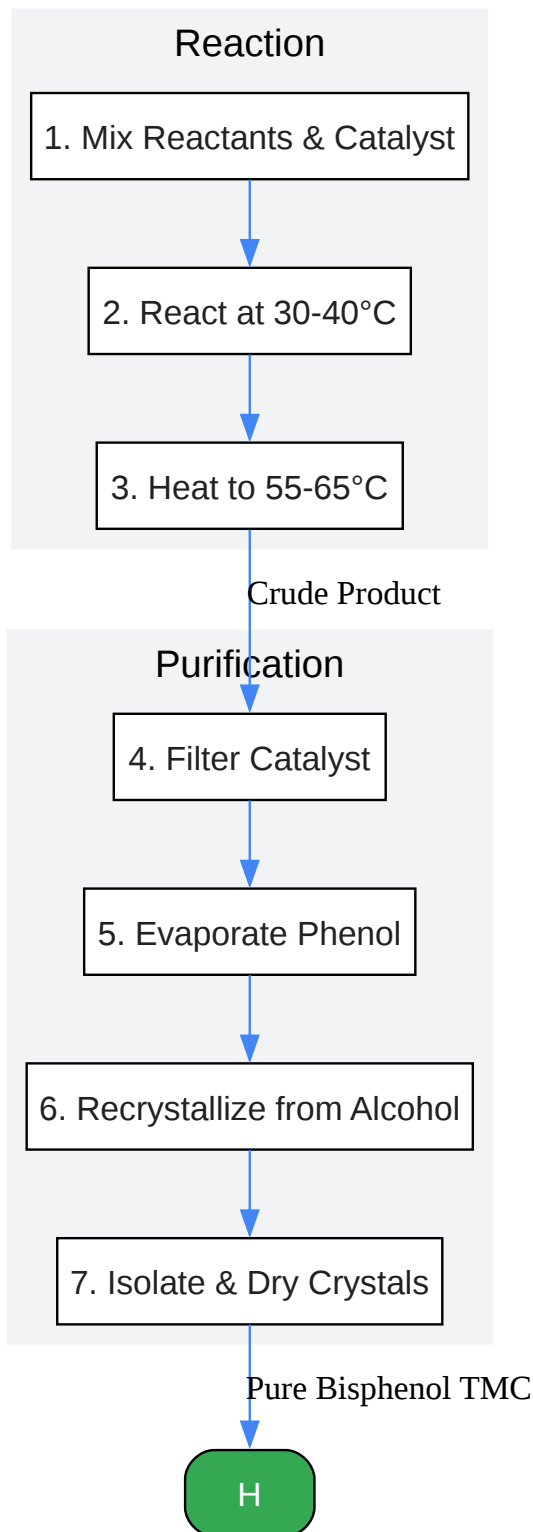 Reaction
1. Mix Reactants & Catalyst
2. React at 30-40°C
3. Heat to 55-65°C
Crude Product
Purification
4. Filter Catalyst
5. Evaporate Phenol
6. Recrystallize from Alcohol
7. Isolate & Dry Crystals
Pure Bisphenol TMC
H